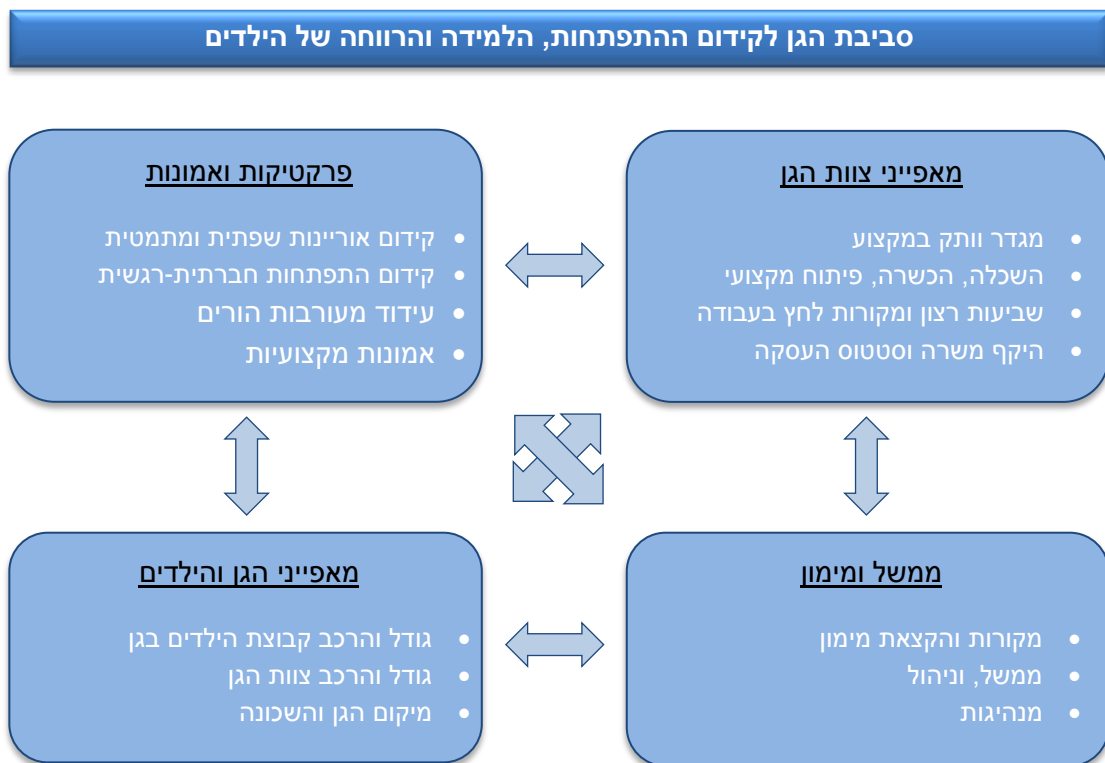 סביבת הגן לקידום ההתפתחות, הלמידה והרווחה של הילדים
מאפייני צוות הגן
• מגדר וותק במקצוע
• השכלה, הכשרה, פיתוח מקצועי
• שביעות רצון ומקורות לחץ בעבודה
• היקף משרה וסטטוס העסקה
פרקטיקות ואמונות
• קידום אוריינות שפתית ומתמטית
• קידום התפתחות חברתית-רגשית
• עידוד מעורבות הורים
• אמונות מקצועיות
ממשל ומימון
• מקורות והקצאת מימון
• ממשל, וניהול
• מנהיגות
מאפייני הגן והילדים
• גודל והרכב קבוצת הילדים בגן
• גודל והרכב צוות הגן
• מיקום הגן והשכונה